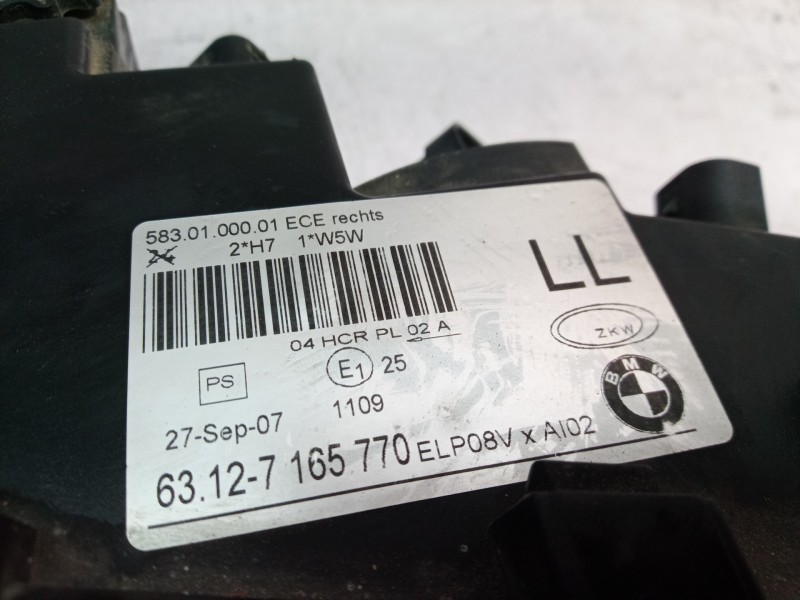 583.01.000.01 ECE rechts
2*H7 1*W5W
LL
04 HCR PL 02 A
ZKW
PS
E1 25
BMW
27-Sep-07
1109
63.12-7 165 770 ELP08V x AI02